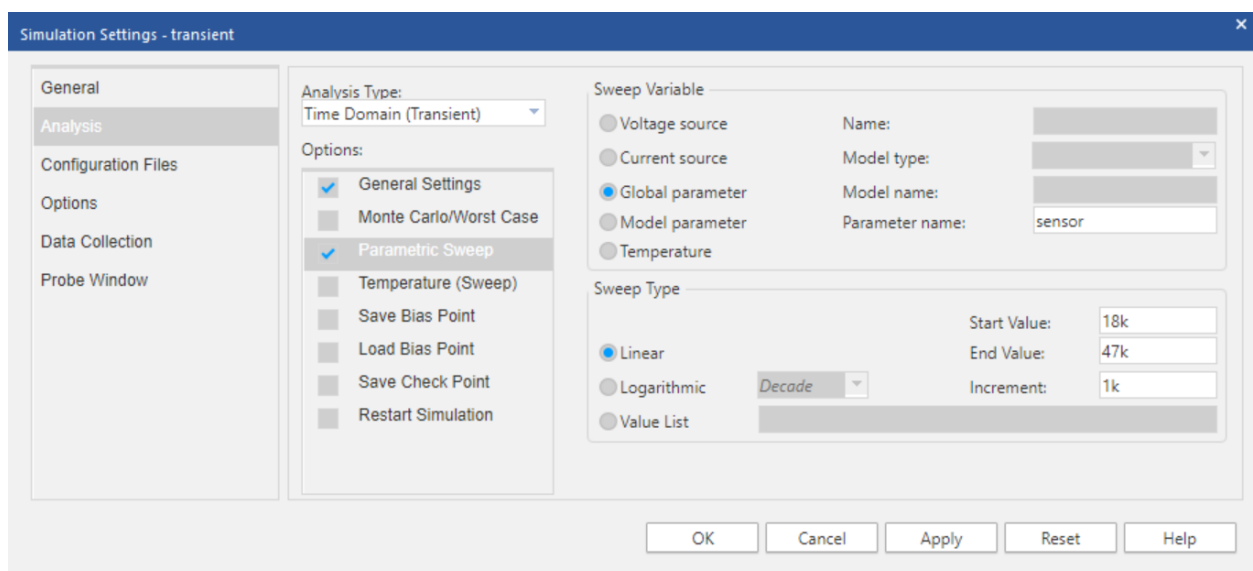 Simulation Settings - transient
×
General
Analysis
Configuration Files
Options
Data Collection
Probe Window
Analysis Type:
Time Domain (Transient)
Options:
General Settings
Monte Carlo/Worst Case
Parametric Sweep
Temperature (Sweep)
Save Bias Point
Load Bias Point
Save Check Point
Restart Simulation
Sweep Variable
Voltage source
Name:
Current source
Model type:
Global parameter
Model name:
Model parameter
Parameter name:
sensor
Temperature
Sweep Type
Start Value:
18k
Linear
End Value:
47k
Logarithmic
Decade
Increment:
1k
Value List
OK
Cancel
Apply
Reset
Help